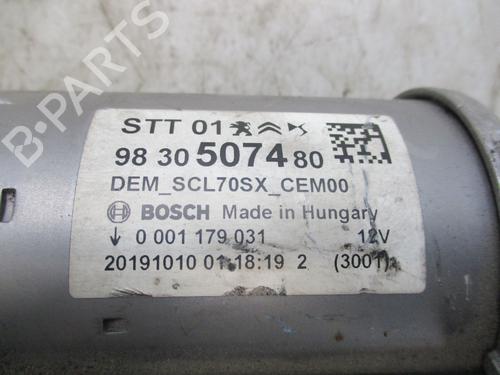 STT 01
98 30 5074 80
DEM_SCL70SX_CEM00
BOSCH Made in Hungary
0 001 179 031 12V
20191010 01:18:19 2 (3001)
B-PARTS